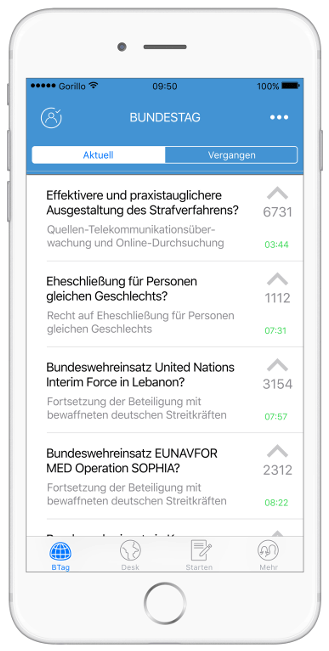 Gorillo 09:50 100%
BUNDESTAG
Aktuell Vergangen
Effektivere und praxistauglichere
Ausgestaltung des Strafverfahrens?
6731
Quellen-Telekommunikationsüber-
wachung und Online-Durchsuchung
03:44
Eheschließung für Personen
gleichen Geschlechts?
1112
Recht auf Eheschließung für Personen
gleichen Geschlechts
07:31
Bundeswehreinsatz United Nations
Interim Force in Lebanon?
3154
Fortsetzung der Beteiligung mit
bewaffneten deutschen Streitkräften
07:57
Bundeswehreinsatz EUNAVFOR
MED Operation SOPHIA?
2312
Fortsetzung der Beteiligung mit
bewaffneten deutschen Streitkräften
08:22
BTag Desk Starten Mehr